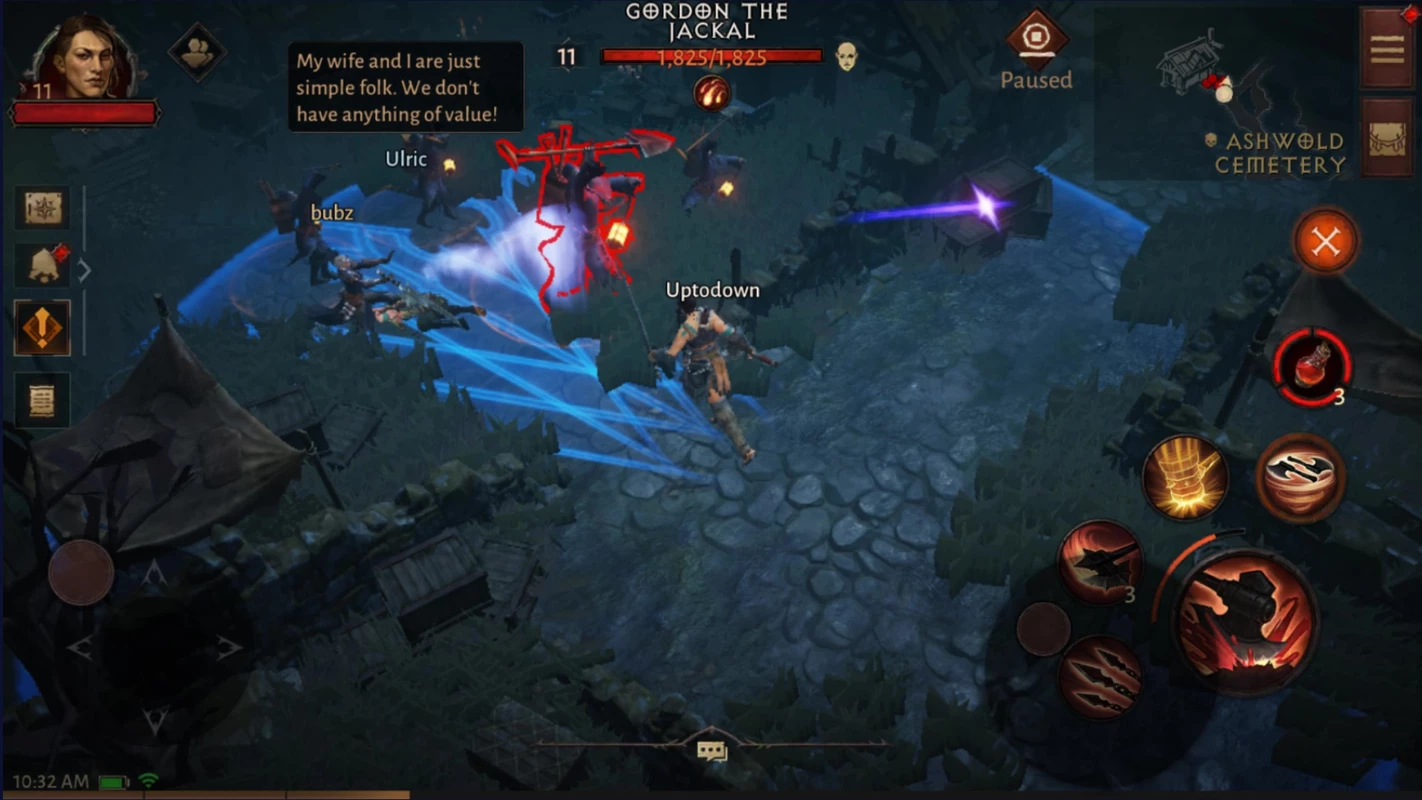 GORDON THE
JACKAL
11
1,825/1,825
11
My wife and I are just
simple folk. We don't
have anything of value!
Paused
ASHWOLD
CEMETERY
Ulric
bubz
Uptodown
3
3
10:32 AM